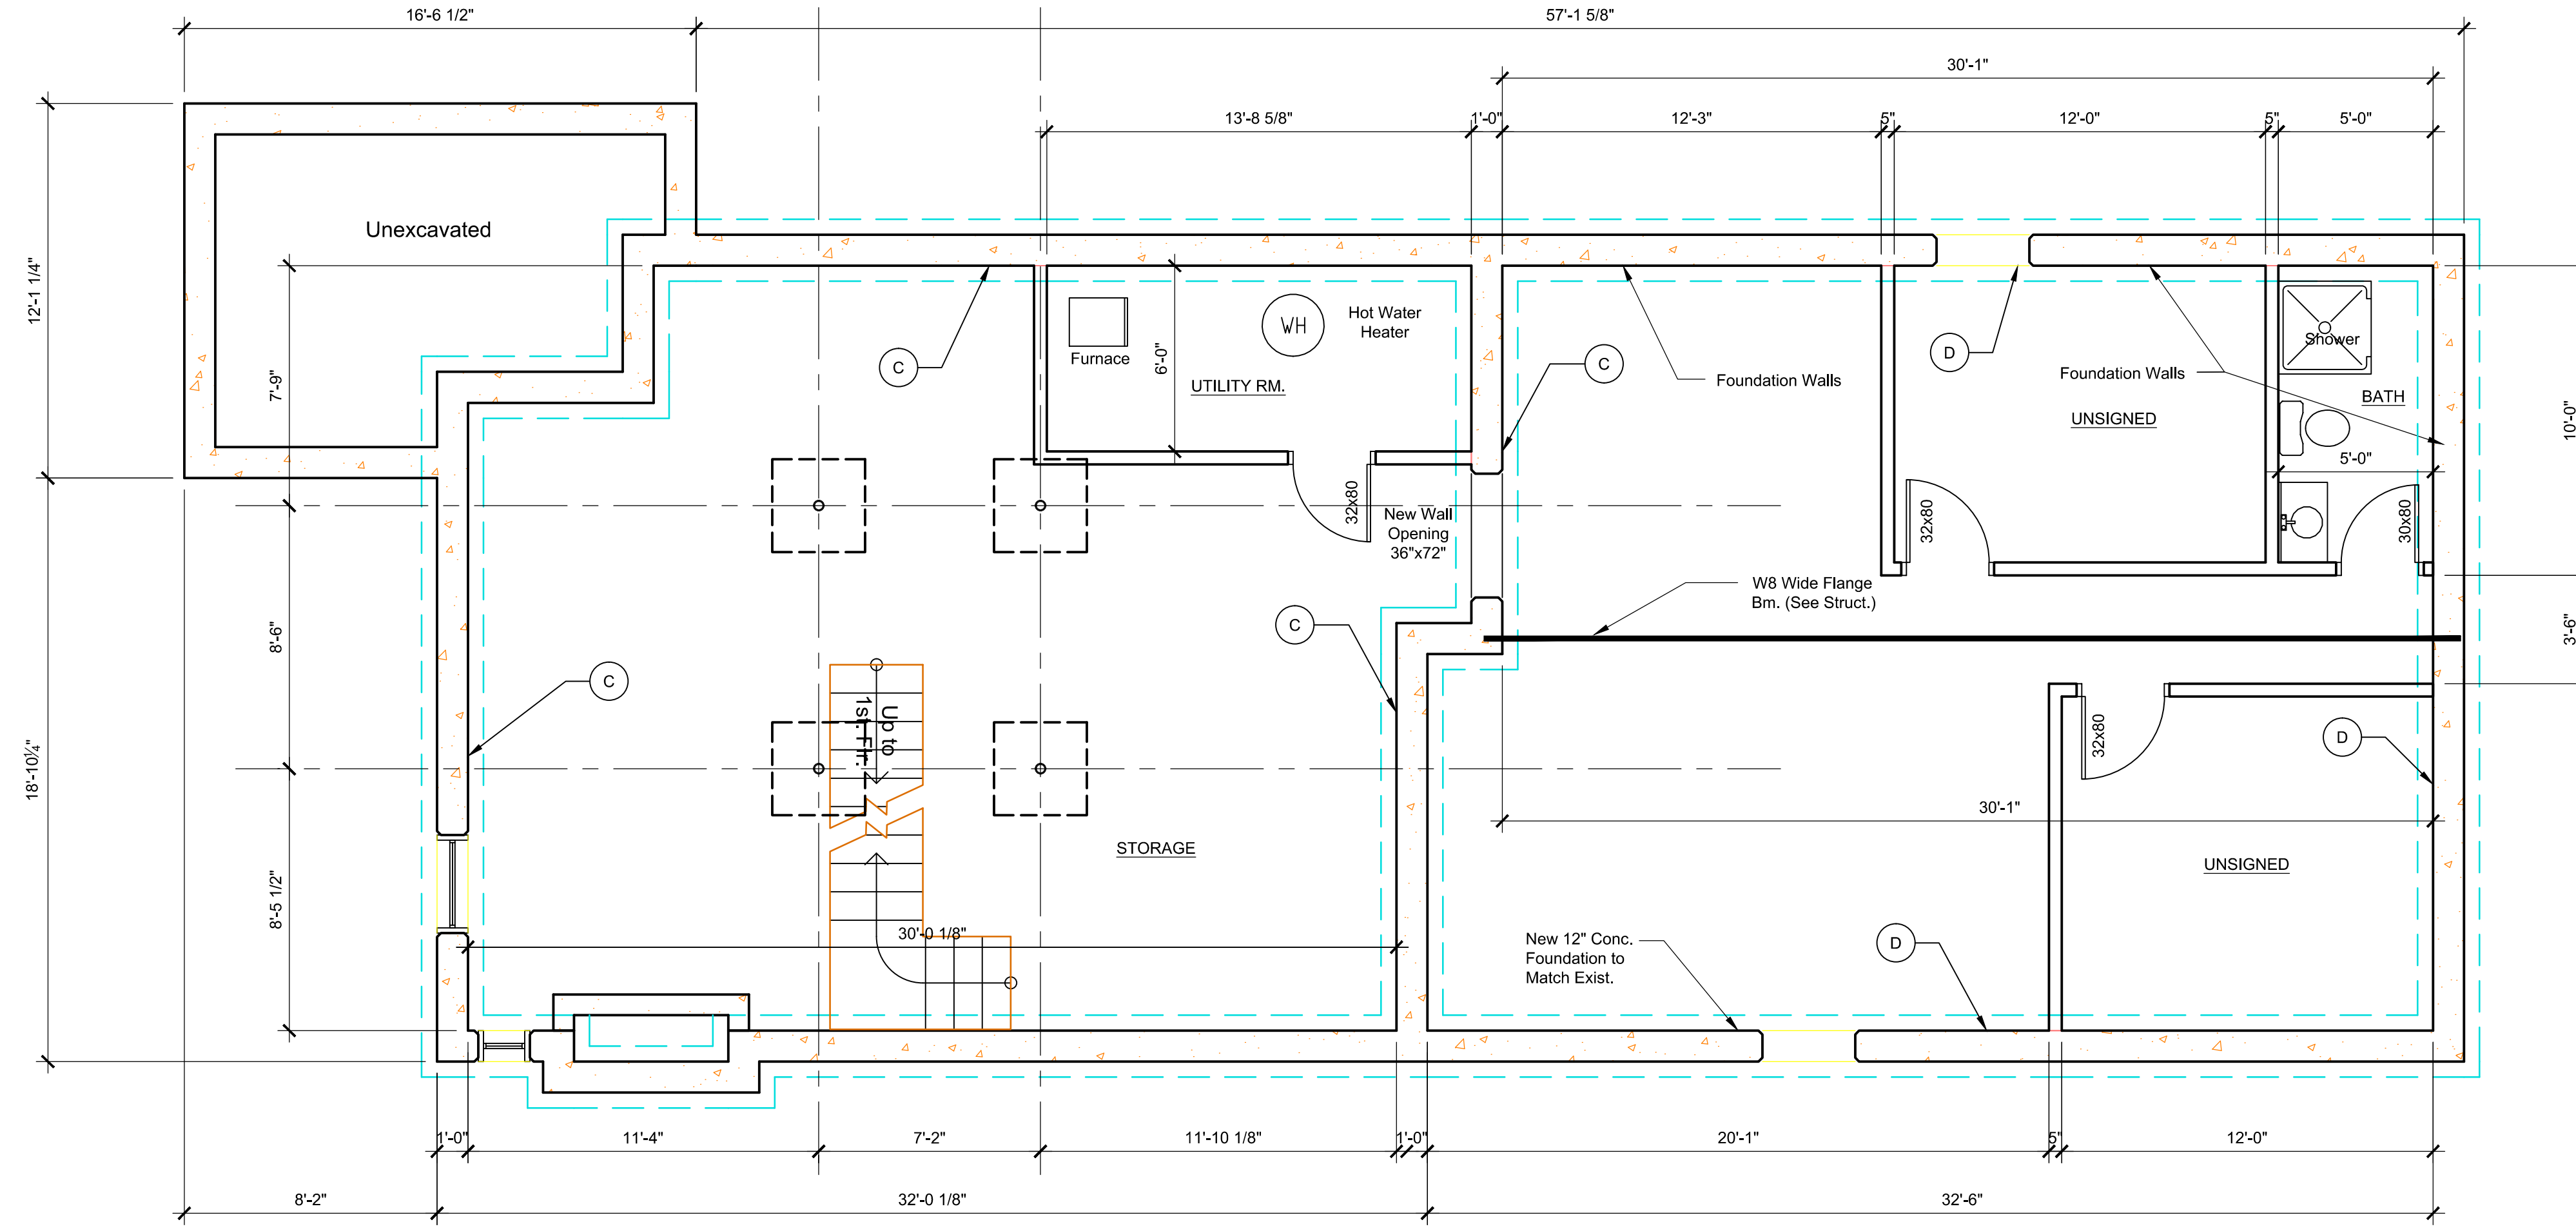 16'-6 1/2"
57'-1 5/8"
30'-1"
13'-8 5/8"
1'-0"
12'-3"
5"
12'-0"
5"
5'-0"
12'-1 1/4"
Unexcavated
7'-9"
Furnace
WH
Hot Water
Heater
6'-0"
UTILITY RM.
C
C
Foundation Walls
D
Foundation Walls
UNSIGNED
Shower
BATH
5'-0"
10'-0"
32x80
New Wall
Opening
36"x72"
32x80
30x80
W8 Wide Flange
Bm. (See Struct.)
8'-6"
3'-6"
C
C
Up to
1st. Flr.
32x80
D
18'-10¼"
30'-1"
STORAGE
UNSIGNED
8'-5 1/2"
30'-0 1/8"
New 12" Conc.
Foundation to
Match Exist.
D
1'-0"
11'-4"
7'-2"
11'-10 1/8"
1'-0"
20'-1"
5"
12'-0"
8'-2"
32'-0 1/8"
32'-6"